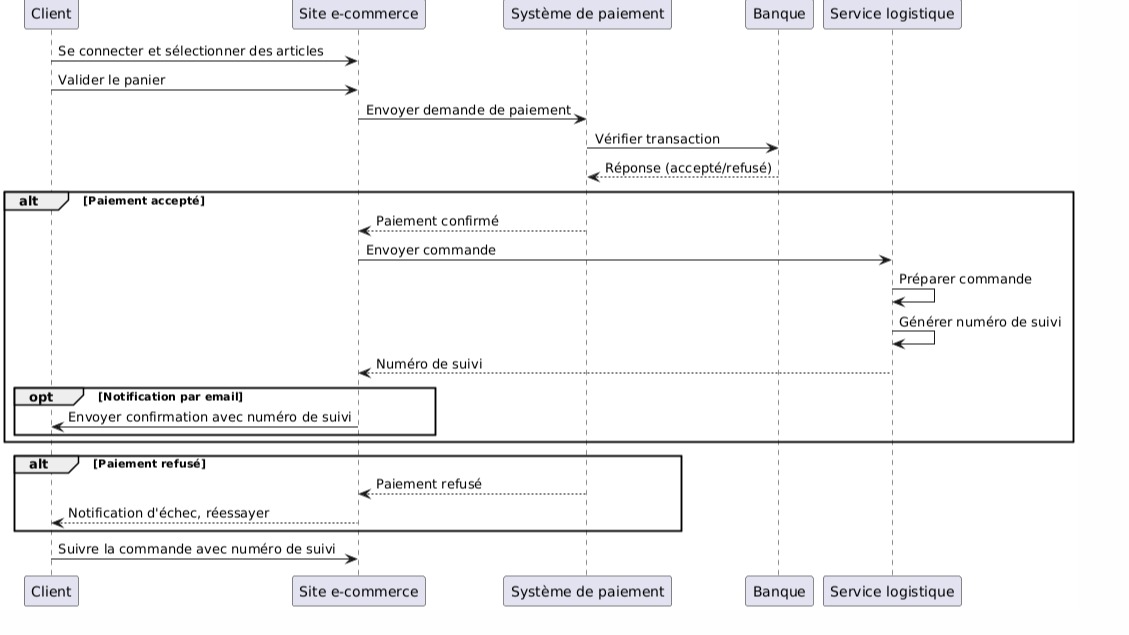 Client
Site e-commerce
Système de paiement
Banque
Service logistique
Se connecter et sélectionner des articles
Valider le panier
Envoyer demande de paiement
Vérifier transaction
Réponse (accepté/refusé)
alt
[Paiement accepté]
Paiement confirmé
Envoyer commande
Préparer commande
Générer numéro de suivi
Numéro de suivi
opt
[Notification par email]
Envoyer confirmation avec numéro de suivi
alt
[Paiement refusé]
Paiement refusé
Notification d'échec, réessayer
Suivre la commande avec numéro de suivi
Client
Site e-commerce
Système de paiement
Banque
Service logistique